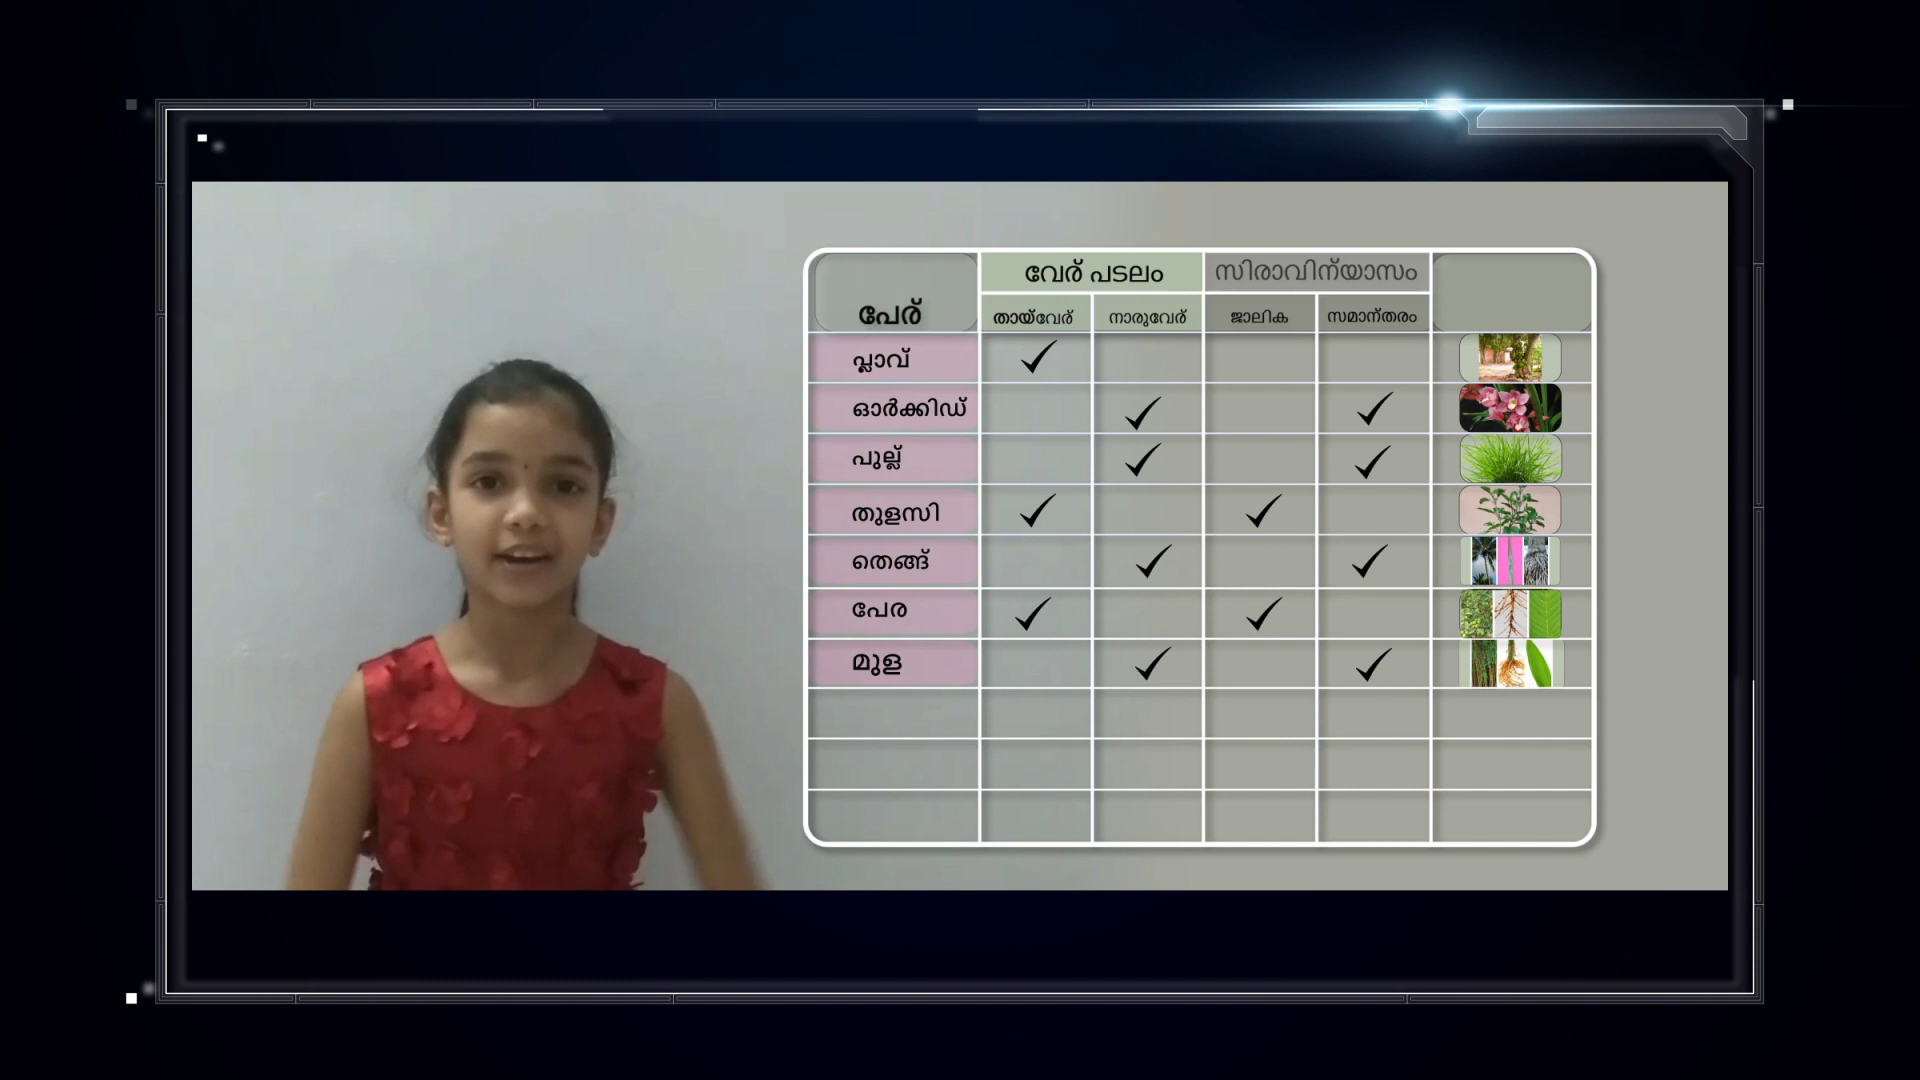 വേര് പടലം സിരാവിന്യാസം
പേര് തായ്‌വേര് നാരുവേര് ജാലിക സമാന്തരം
പ്ലാവ്
ഓർക്കിഡ്
പുല്ല്
തുളസി
തെങ്ങ്
പേര
മുള